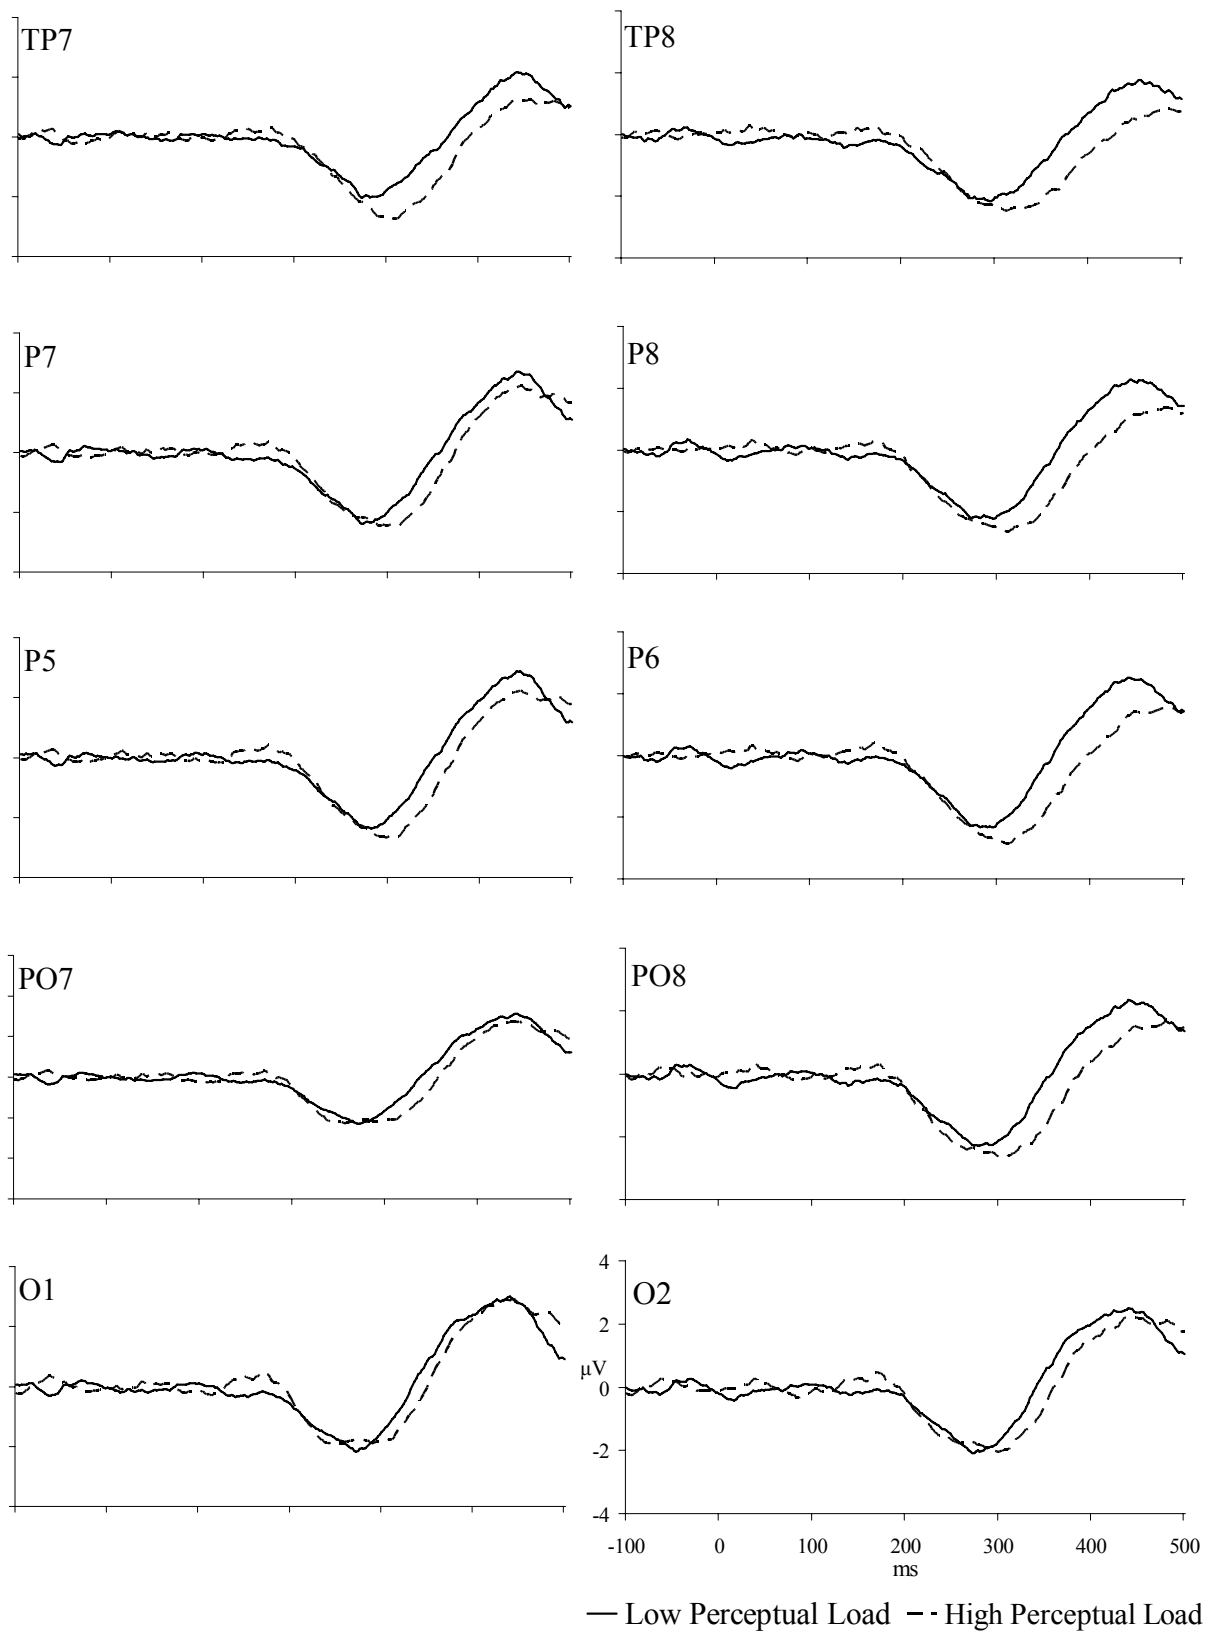 TP7 TP8
P7 P8
P5 P6
PO7 PO8
O1 O2
4
2
µV
0
-2
-4
-100 0 100 200 300 400 500
ms
Low Perceptual Load High Perceptual Load